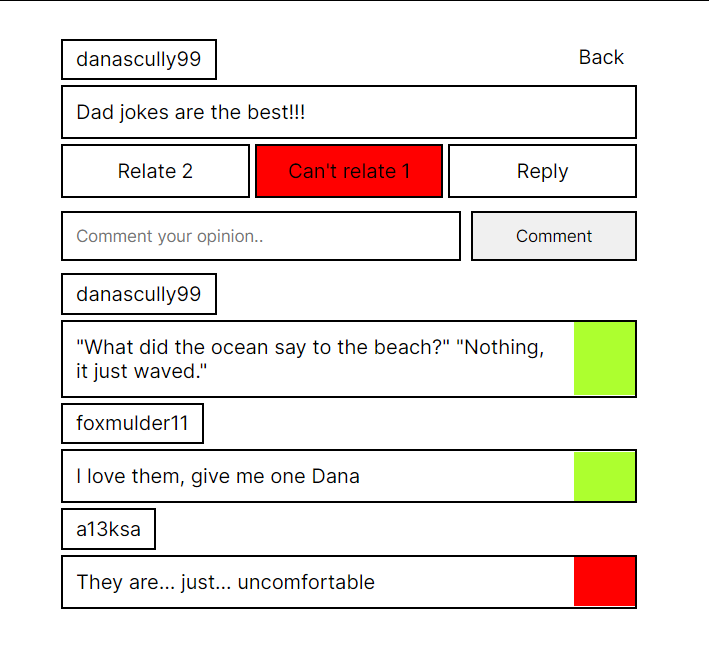 danascully99 Back
Dad jokes are the best!!!
Relate 2 Can't relate 1 Reply
Comment your opinion.. Comment
danascully99
"What did the ocean say to the beach?" "Nothing,
it just waved."
foxmulder11
I love them, give me one Dana
a13ksa
They are... just... uncomfortable